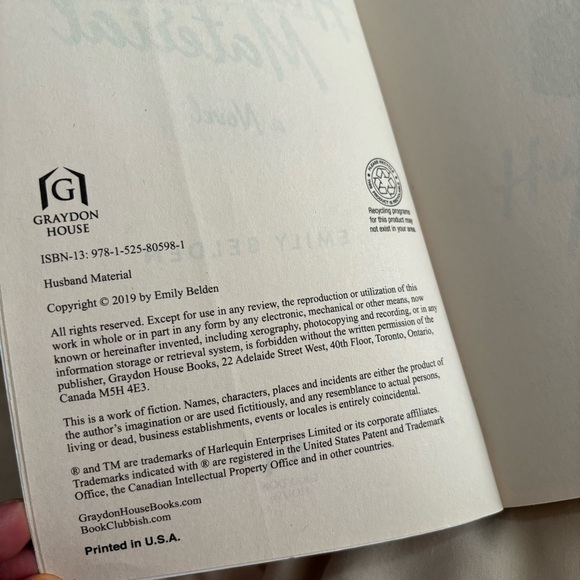 Material
a Novel
G
GRAYDON
HOUSE
PLEASE RECYCLE
THIS PRODUCT
Recycling programs
for this product may
not exist in your area.
EMILY BELDEN
ISBN-13: 978-1-525-80598-1
Husband Material
Copyright © 2019 by Emily Belden
All rights reserved. Except for use in any review, the reproduction or utilization of this
work in whole or in part in any form by any electronic, mechanical or other means, now
known or hereinafter invented, including xerography, photocopying and recording, or in any
information storage or retrieval system, is forbidden without the written permission of the
publisher, Graydon House Books, 22 Adelaide Street West, 40th Floor, Toronto, Ontario,
Canada M5H 4E3.
This is a work of fiction. Names, characters, places and incidents are either the product of
the author's imagination or are used fictitiously, and any resemblance to actual persons,
living or dead, business establishments, events or locales is entirely coincidental.
® and TM are trademarks of Harlequin Enterprises Limited or its corporate affiliates.
Trademarks indicated with ® are registered in the United States Patent and Trademark
Office, the Canadian Intellectual Property Office and in other countries.
GraydonHouseBooks.com
BookClubbish.com
Printed in U.S.A.